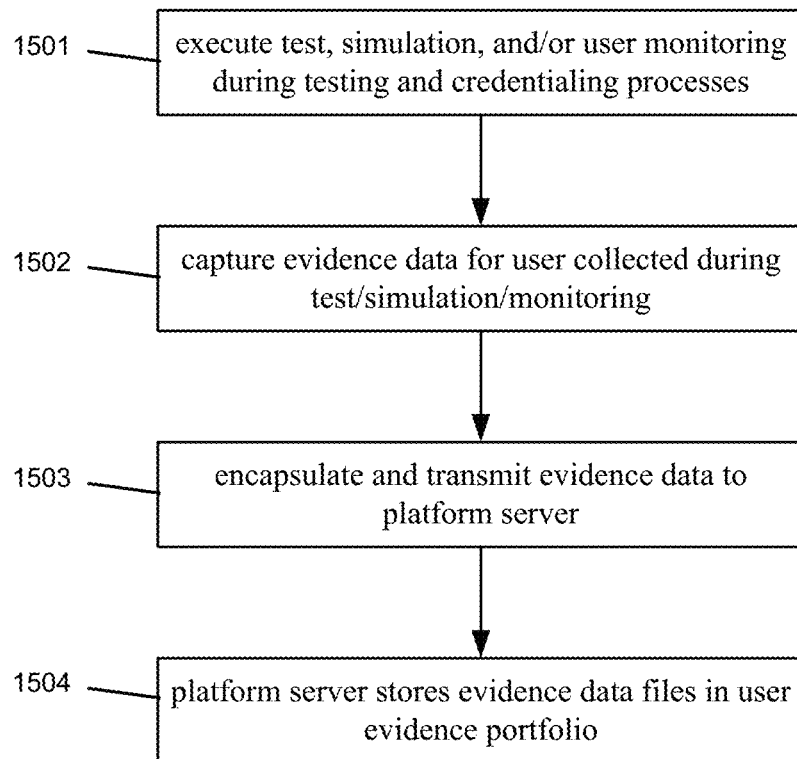 1501
execute test, simulation, and/or user monitoring
during testing and credentialing processes
1502
capture evidence data for user collected during
test/simulation/monitoring
1503
encapsulate and transmit evidence data to
platform server
1504
platform server stores evidence data files in user
evidence portfolio